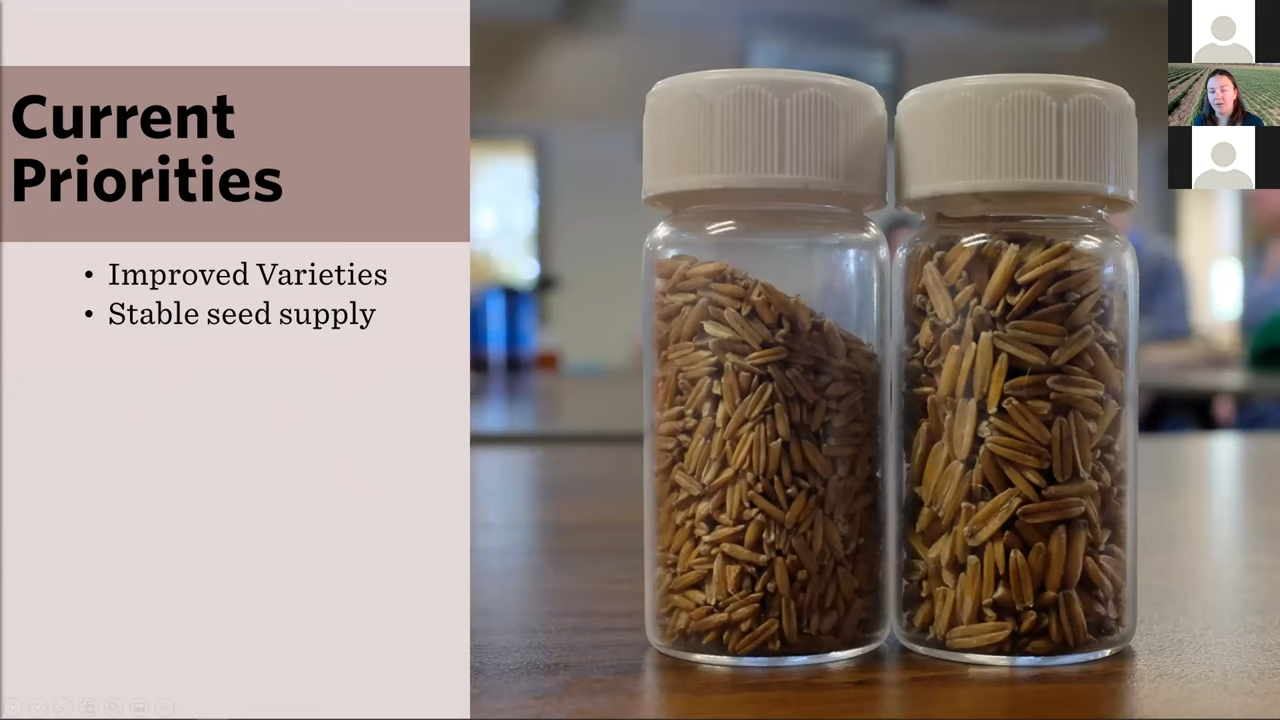 Current
Priorities
• Improved Varieties
• Stable seed supply